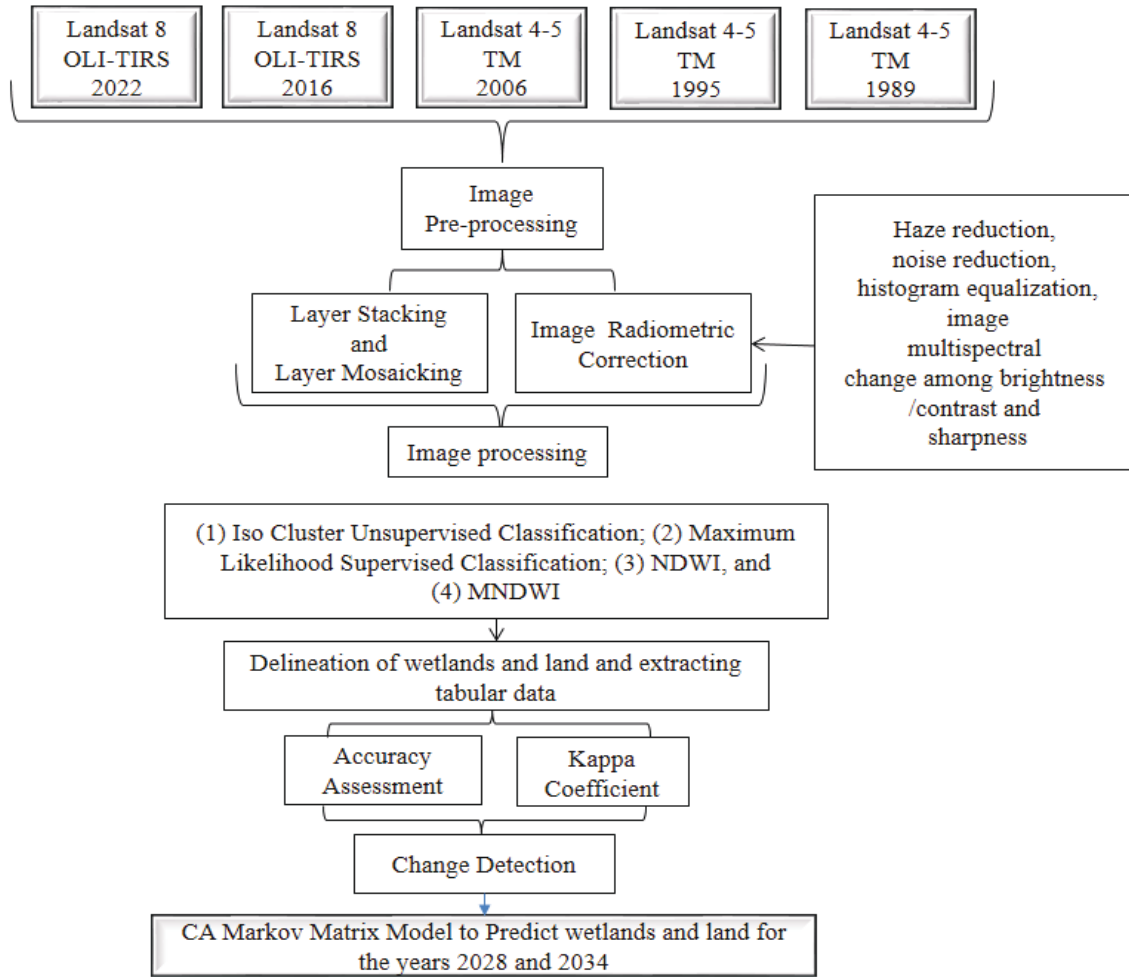 Landsat 8
OLI-TIRS
2022
Landsat 8
OLI-TIRS
2016
Landsat 4-5
TM
2006
Landsat 4-5
TM
1995
Landsat 4-5
TM
1989
Image
Pre-processing
Layer Stacking
and
Layer Mosaicking
Image Radiometric
Correction
Haze reduction,
noise reduction,
histogram equalization,
image
multispectral
change among brightness
/contrast and
sharpness
Image processing
(1) Iso Cluster Unsupervised Classification; (2) Maximum
Likelihood Supervised Classification; (3) NDWI, and
(4) MNDWI
Delineation of wetlands and land and extracting
tabular data
Accuracy
Assessment
Kappa
Coefficient
Change Detection
CA Markov Matrix Model to Predict wetlands and land for
the years 2028 and 2034